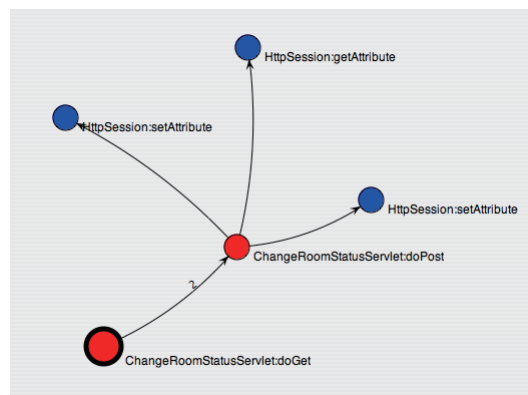 HttpSession:getAttribute
HttpSession:setAttribute
HttpSession:setAttribute
ChangeRoomStatusServlet:doPost
2
ChangeRoomStatusServlet:doGet